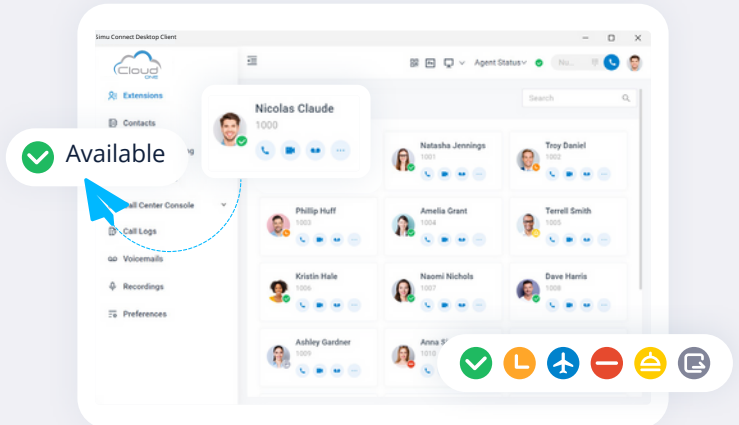 Simu Connect Desktop Client
Cloud
ONE
Agent Status
Nu...
Extensions
Search
Nicolas Claude
1000
Contacts
Available
Natasha Jennings
1001
Troy Daniel
1002
Call Center Console
Phillip Huff
1003
Amelia Grant
1004
Terrell Smith
1005
Call Logs
Voicemails
Kristin Hale
1006
Naomi Nichols
1007
Dave Harris
1008
Recordings
Preferences
Ashley Gardner
1009
Anna
1010